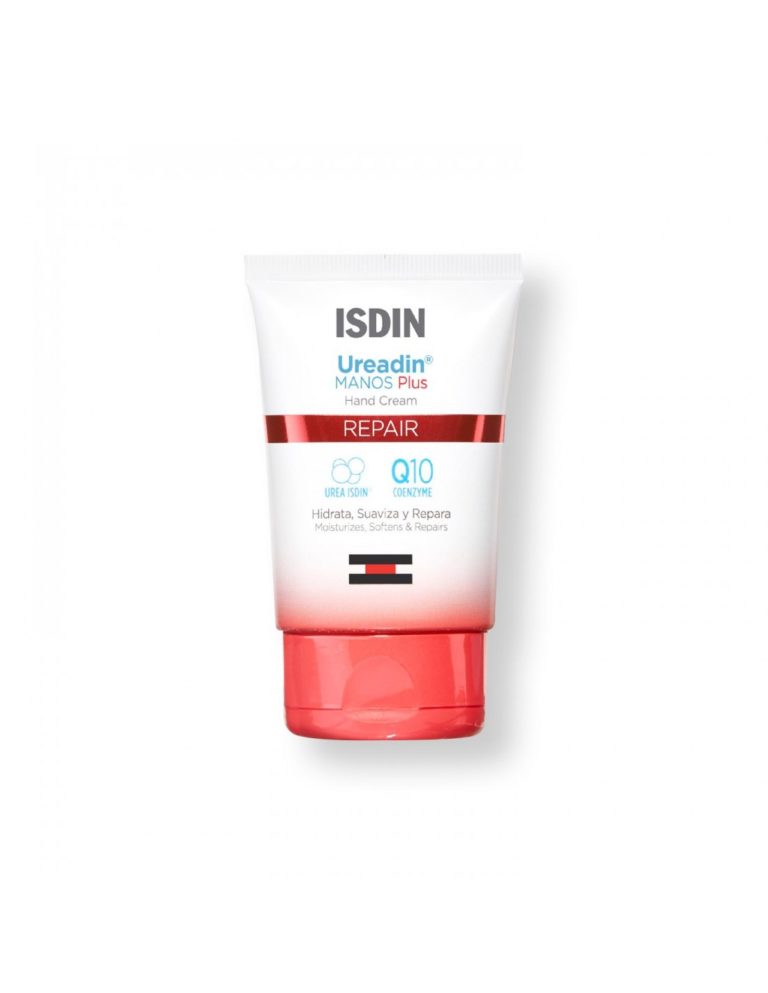 ISDIN
Ureadin®
MANOS Plus
Hand Cream
REPAIR
UREA ISDIN®
Q10
COENZYME
Hidrata, Suaviza y Repara
Moisturizes, Softens & Repairs